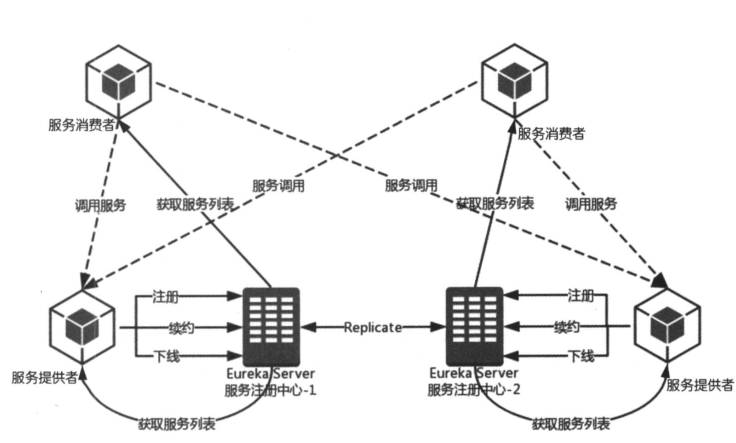 服务消费者
服务消费者
服务调用
服务调用
调用服务
获取服务列表
获取服务列表
调用服务
注册
注册
续约
Replicate
续约
下线
下线
服务提供者
Eureka Server
服务注册中心-1
Eureka Server
服务注册中心-2
服务提供者
获取服务列表
获取服务列表